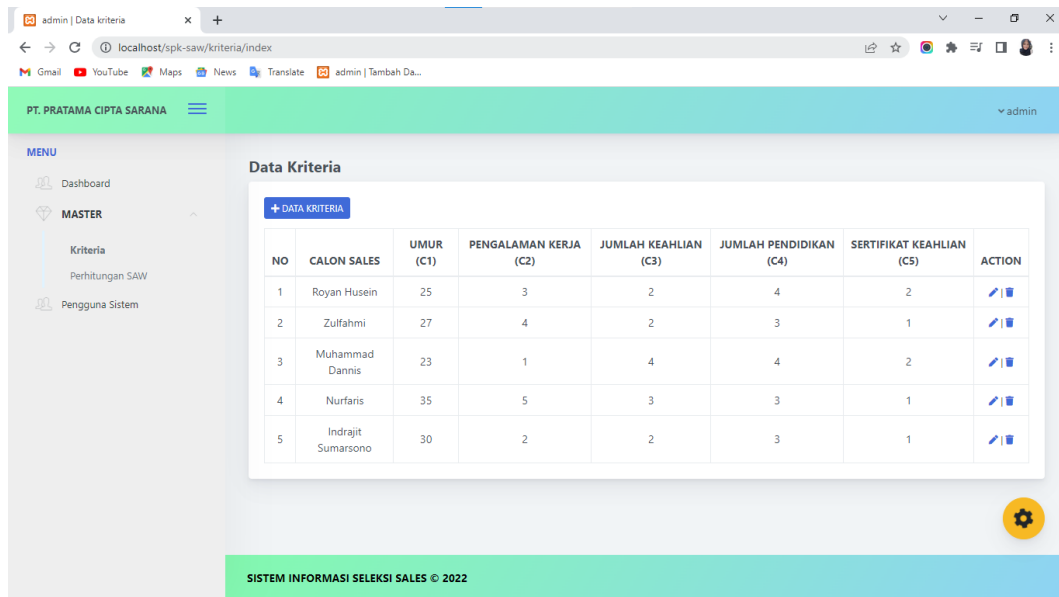 admin | Data kriteria
localhost/spk-saw/kriteria/index
Gmail YouTube Maps News Translate admin | Tambah Da...
PT. PRATAMA CIPTA SARANA
admin
MENU
Dashboard
MASTER
Kriteria
Perhitungan SAW
Pengguna Sistem
Data Kriteria
+ DATA KRITERIA
NO CALON SALES UMUR (C1) PENGALAMAN KERJA (C2) JUMLAH KEAHLIAN (C3) JUMLAH PENDIDIKAN (C4) SERTIFIKAT KEAHLIAN (C5) ACTION
1 Royan Husein 25 3 2 4 2 |
2 Zulfahmi 27 4 2 3 1 |
3 Muhammad Dannis 23 1 4 4 2 |
4 Nurfaris 35 5 3 3 1 |
5 Indrajit Sumarsono 30 2 2 3 1 |
SISTEM INFORMASI SELEKSI SALES © 2022